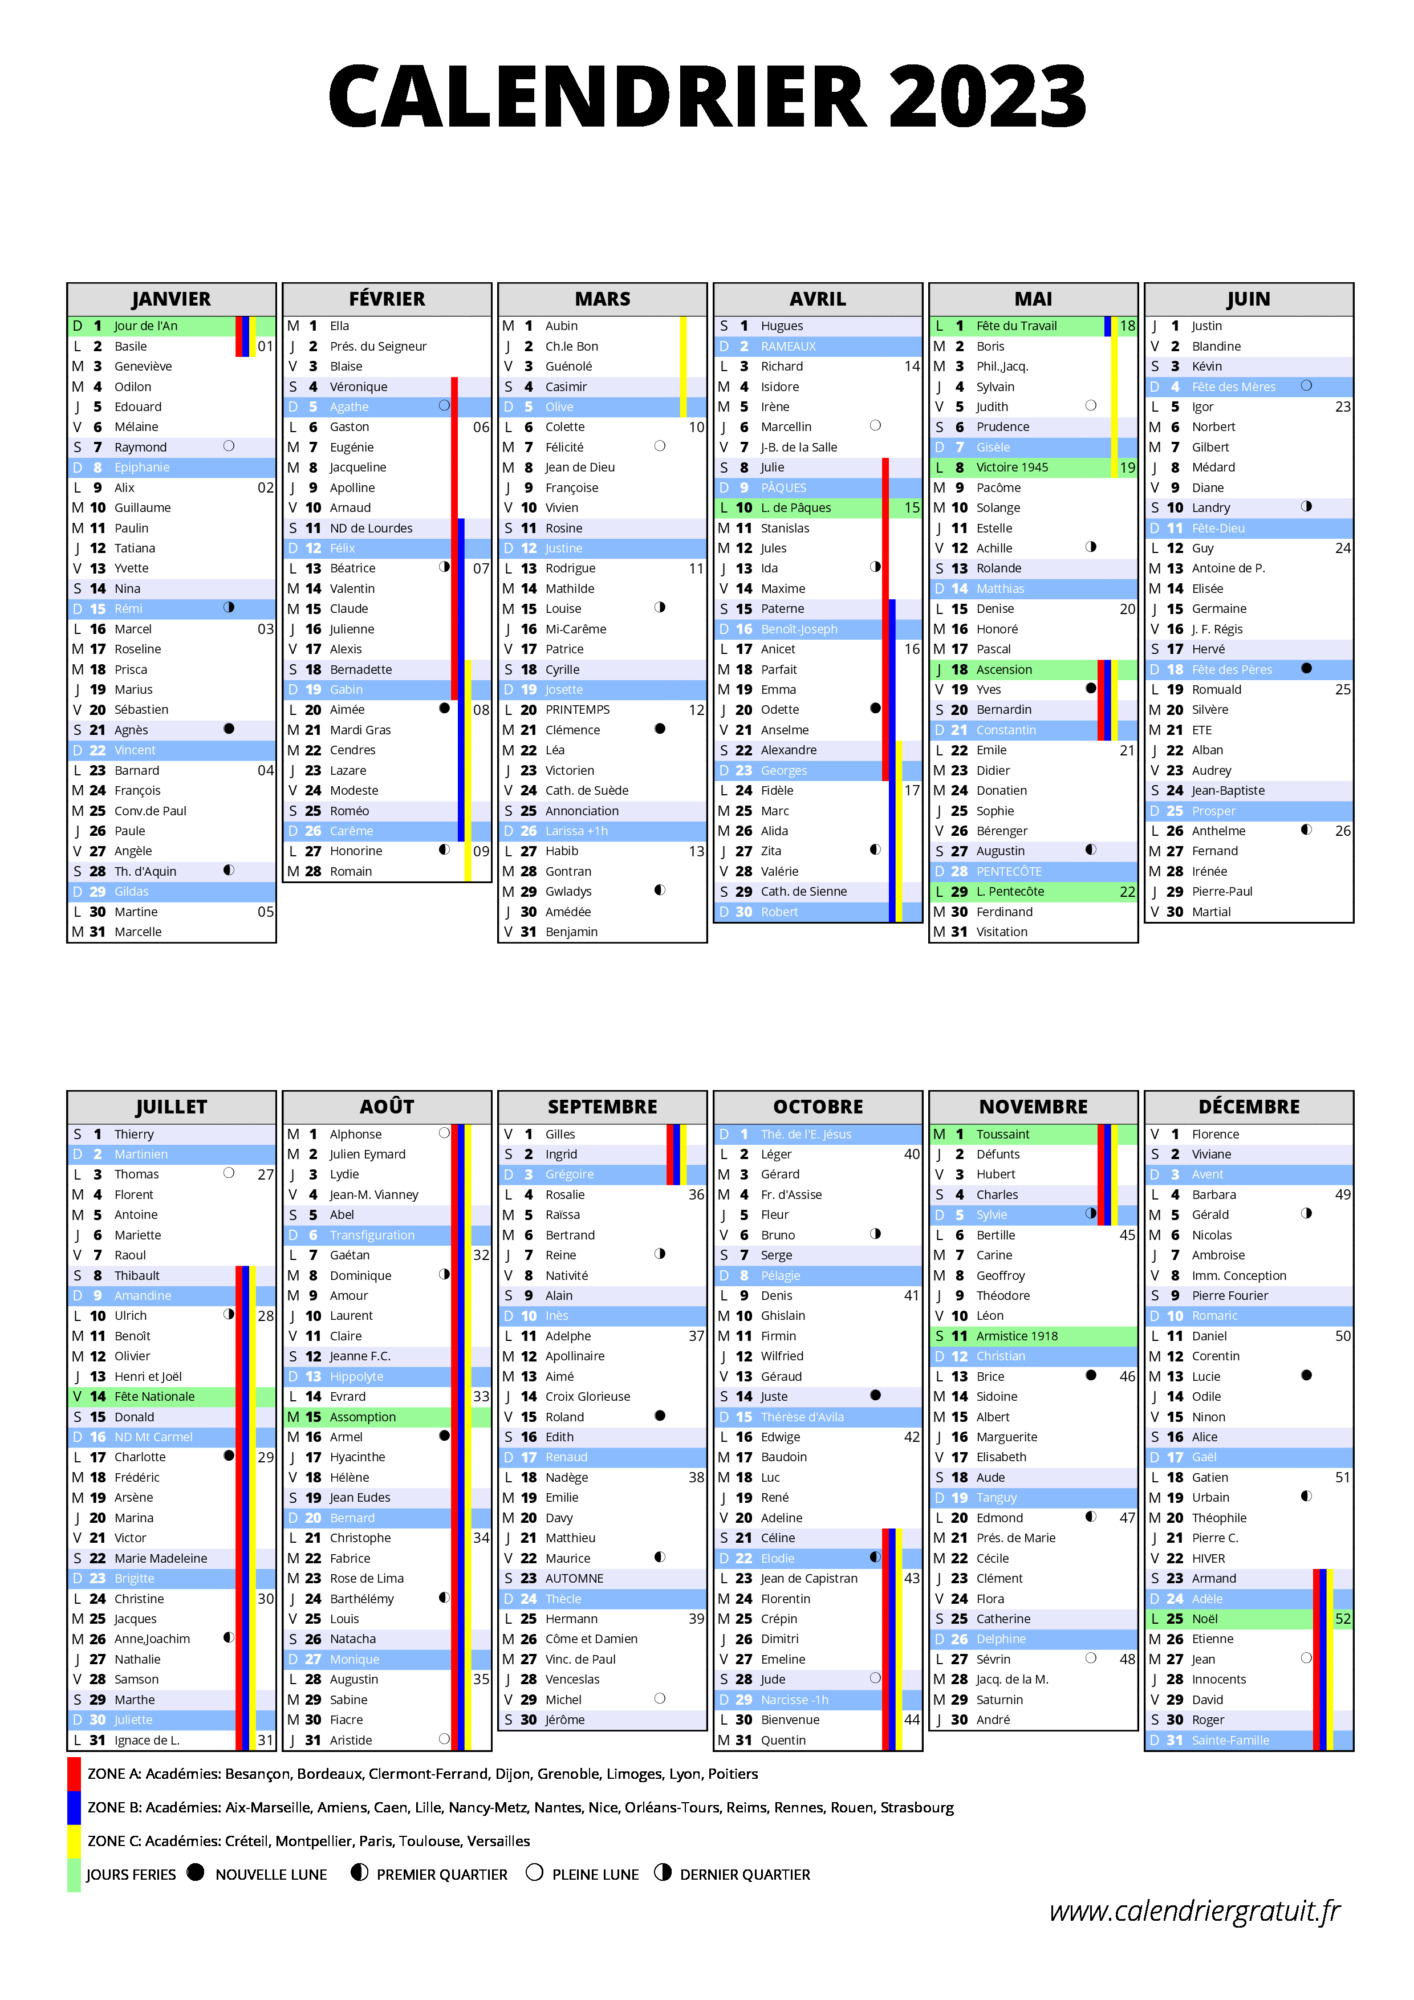 CALENDRIER 2023
JANVIER
D 1 Jour de l'An
L 2 Basile 01
M 3 Geneviève
M 4 Odilon
J 5 Edouard
V 6 Mélaine
S 7 Raymond
D 8 Epiphanie
L 9 Alix 02
M 10 Guillaume
M 11 Paulin
J 12 Tatiana
V 13 Yvette
S 14 Nina
D 15 Rémi
L 16 Marcel 03
M 17 Roseline
M 18 Prisca
J 19 Marius
V 20 Sébastien
S 21 Agnès
D 22 Vincent
L 23 Barnard 04
M 24 François
M 25 Conv.de Paul
J 26 Paule
V 27 Angèle
S 28 Th. d'Aquin
D 29 Gildas
L 30 Martine 05
M 31 Marcelle
FÉVRIER
M 1 Ella
J 2 Prés. du Seigneur
V 3 Blaise
S 4 Véronique
D 5 Agathe
L 6 Gaston 06
M 7 Eugénie
M 8 Jacqueline
J 9 Apolline
V 10 Arnaud
S 11 ND de Lourdes
D 12 Félix
L 13 Béatrice 07
M 14 Valentin
M 15 Claude
J 16 Julienne
V 17 Alexis
S 18 Bernadette
D 19 Gabin
L 20 Aimée 08
M 21 Mardi Gras
M 22 Cendres
J 23 Lazare
V 24 Modeste
S 25 Roméo
D 26 Carême
L 27 Honorine 09
M 28 Romain
MARS
M 1 Aubin
J 2 Ch.le Bon
V 3 Guénolé
S 4 Casimir
D 5 Olive
L 6 Colette 10
M 7 Félicité
M 8 Jean de Dieu
J 9 Françoise
V 10 Vivien
S 11 Rosine
D 12 Justine
L 13 Rodrigue 11
M 14 Mathilde
M 15 Louise
J 16 Mi-Carême
V 17 Patrice
S 18 Cyrille
D 19 Josette
L 20 PRINTEMPS 12
M 21 Clémence
M 22 Léa
J 23 Victorien
V 24 Cath. de Suède
S 25 Annonciation
D 26 Larissa +1h
L 27 Habib 13
M 28 Gontran
M 29 Gwladys
J 30 Amédée
V 31 Benjamin
AVRIL
S 1 Hugues
D 2 RAMEAUX
L 3 Richard 14
M 4 Isidore
M 5 Irène
J 6 Marcellin
V 7 J-B. de la Salle
S 8 Julie
D 9 PÂQUES
L 10 L. de Pâques 15
M 11 Stanislas
M 12 Jules
J 13 Ida
V 14 Maxime
S 15 Paterne
D 16 Benoît-Joseph
L 17 Anicet 16
M 18 Parfait
M 19 Emma
J 20 Odette
V 21 Anselme
S 22 Alexandre
D 23 Georges
L 24 Fidèle 17
M 25 Marc
M 26 Alida
J 27 Zita
V 28 Valérie
S 29 Cath. de Sienne
D 30 Robert
MAI
L 1 Fête du Travail 18
M 2 Boris
M 3 Phil.,Jacq.
J 4 Sylvain
V 5 Judith
S 6 Prudence
D 7 Gisèle
L 8 Victoire 1945 19
M 9 Pacôme
M 10 Solange
J 11 Estelle
V 12 Achille
S 13 Rolande
D 14 Matthias
L 15 Denise 20
M 16 Honoré
M 17 Pascal
J 18 Ascension
V 19 Yves
S 20 Bernardin
D 21 Constantin
L 22 Emile 21
M 23 Didier
M 24 Donatien
J 25 Sophie
V 26 Bérenger
S 27 Augustin
D 28 PENTECÔTE
L 29 L. Pentecôte 22
M 30 Ferdinand
M 31 Visitation
JUIN
J 1 Justin
V 2 Blandine
S 3 Kévin
D 4 Fête des Mères
L 5 Igor 23
M 6 Norbert
M 7 Gilbert
J 8 Médard
V 9 Diane
S 10 Landry
D 11 Fête-Dieu
L 12 Guy 24
M 13 Antoine de P.
M 14 Elisée
J 15 Germaine
V 16 J. F. Régis
S 17 Hervé
D 18 Fête des Pères
L 19 Romuald 25
M 20 Silvère
M 21 ETE
J 22 Alban
V 23 Audrey
S 24 Jean-Baptiste
D 25 Prosper
L 26 Anthelme 26
M 27 Fernand
M 28 Irénée
J 29 Pierre-Paul
V 30 Martial
JUILLET
S 1 Thierry
D 2 Martinien
L 3 Thomas 27
M 4 Florent
M 5 Antoine
J 6 Mariette
V 7 Raoul
S 8 Thibault
D 9 Amandine
L 10 Ulrich 28
M 11 Benoît
M 12 Olivier
J 13 Henri et Joël
V 14 Fête Nationale
S 15 Donald
D 16 ND Mt Carmel
L 17 Charlotte 29
M 18 Frédéric
M 19 Arsène
J 20 Marina
V 21 Victor
S 22 Marie Madeleine
D 23 Brigitte
L 24 Christine 30
M 25 Jacques
M 26 Anne,Joachim
J 27 Nathalie
V 28 Samson
S 29 Marthe
D 30 Juliette
L 31 Ignace de L. 31
AOÛT
M 1 Alphonse
M 2 Julien Eymard
J 3 Lydie
V 4 Jean-M. Vianney
S 5 Abel
D 6 Transfiguration
L 7 Gaétan 32
M 8 Dominique
M 9 Amour
J 10 Laurent
V 11 Claire
S 12 Jeanne F.C.
D 13 Hippolyte
L 14 Evrard 33
M 15 Assomption
M 16 Armel
J 17 Hyacinthe
V 18 Hélène
S 19 Jean Eudes
D 20 Bernard
L 21 Christophe 34
M 22 Fabrice
M 23 Rose de Lima
J 24 Barthélémy
V 25 Louis
S 26 Natacha
D 27 Monique
L 28 Augustin 35
M 29 Sabine
M 30 Fiacre
J 31 Aristide
SEPTEMBRE
V 1 Gilles
S 2 Ingrid
D 3 Grégoire
L 4 Rosalie 36
M 5 Raïssa
M 6 Bertrand
J 7 Reine
V 8 Nativité
S 9 Alain
D 10 Inès
L 11 Adelphe 37
M 12 Apollinaire
M 13 Aimé
J 14 Croix Glorieuse
V 15 Roland
S 16 Edith
D 17 Renaud
L 18 Nadège 38
M 19 Emilie
M 20 Davy
J 21 Matthieu
V 22 Maurice
S 23 AUTOMNE
D 24 Thècle
L 25 Hermann 39
M 26 Côme et Damien
M 27 Vinc. de Paul
J 28 Venceslas
V 29 Michel
S 30 Jérôme
OCTOBRE
D 1 Thé. de l'E. Jésus
L 2 Léger 40
M 3 Gérard
M 4 Fr. d'Assise
J 5 Fleur
V 6 Bruno
S 7 Serge
D 8 Pélagie
L 9 Denis 41
M 10 Ghislain
M 11 Firmin
J 12 Wilfried
V 13 Géraud
S 14 Juste
D 15 Thérèse d'Avila
L 16 Edwige 42
M 17 Baudoin
M 18 Luc
J 19 René
V 20 Adeline
S 21 Céline
D 22 Elodie
L 23 Jean de Capistran 43
M 24 Florentin
M 25 Crépin
J 26 Dimitri
V 27 Emeline
S 28 Jude
D 29 Narcisse -1h
L 30 Bienvenue 44
M 31 Quentin
NOVEMBRE
M 1 Toussaint
J 2 Défunts
V 3 Hubert
S 4 Charles
D 5 Sylvie
L 6 Bertille 45
M 7 Carine
M 8 Geoffroy
J 9 Théodore
V 10 Léon
S 11 Armistice 1918
D 12 Christian
L 13 Brice 46
M 14 Sidoine
M 15 Albert
J 16 Marguerite
V 17 Elisabeth
S 18 Aude
D 19 Tanguy
L 20 Edmond 47
M 21 Prés. de Marie
M 22 Cécile
J 23 Clément
V 24 Flora
S 25 Catherine
D 26 Delphine
L 27 Sévrin 48
M 28 Jacq. de la M.
M 29 Saturnin
J 30 André
DÉCEMBRE
V 1 Florence
S 2 Viviane
D 3 Avent
L 4 Barbara 49
M 5 Gérald
M 6 Nicolas
J 7 Ambroise
V 8 Imm. Conception
S 9 Pierre Fourier
D 10 Romaric
L 11 Daniel 50
M 12 Corentin
M 13 Lucie
J 14 Odile
V 15 Ninon
S 16 Alice
D 17 Gaël
L 18 Gatien 51
M 19 Urbain
M 20 Théophile
J 21 Pierre C.
V 22 HIVER
S 23 Armand
D 24 Adèle
L 25 Noël 52
M 26 Etienne
M 27 Jean
J 28 Innocents
V 29 David
S 30 Roger
D 31 Sainte-Famille
ZONE A: Académies: Besançon, Bordeaux, Clermont-Ferrand, Dijon, Grenoble, Limoges, Lyon, Poitiers
ZONE B: Académies: Aix-Marseille, Amiens, Caen, Lille, Nancy-Metz, Nantes, Nice, Orléans-Tours, Reims, Rennes, Rouen, Strasbourg
ZONE C: Académies: Créteil, Montpellier, Paris, Toulouse, Versailles
JOURS FERIES NOUVELLE LUNE PREMIER QUARTIER PLEINE LUNE DERNIER QUARTIER
www.calendriergratuit.fr